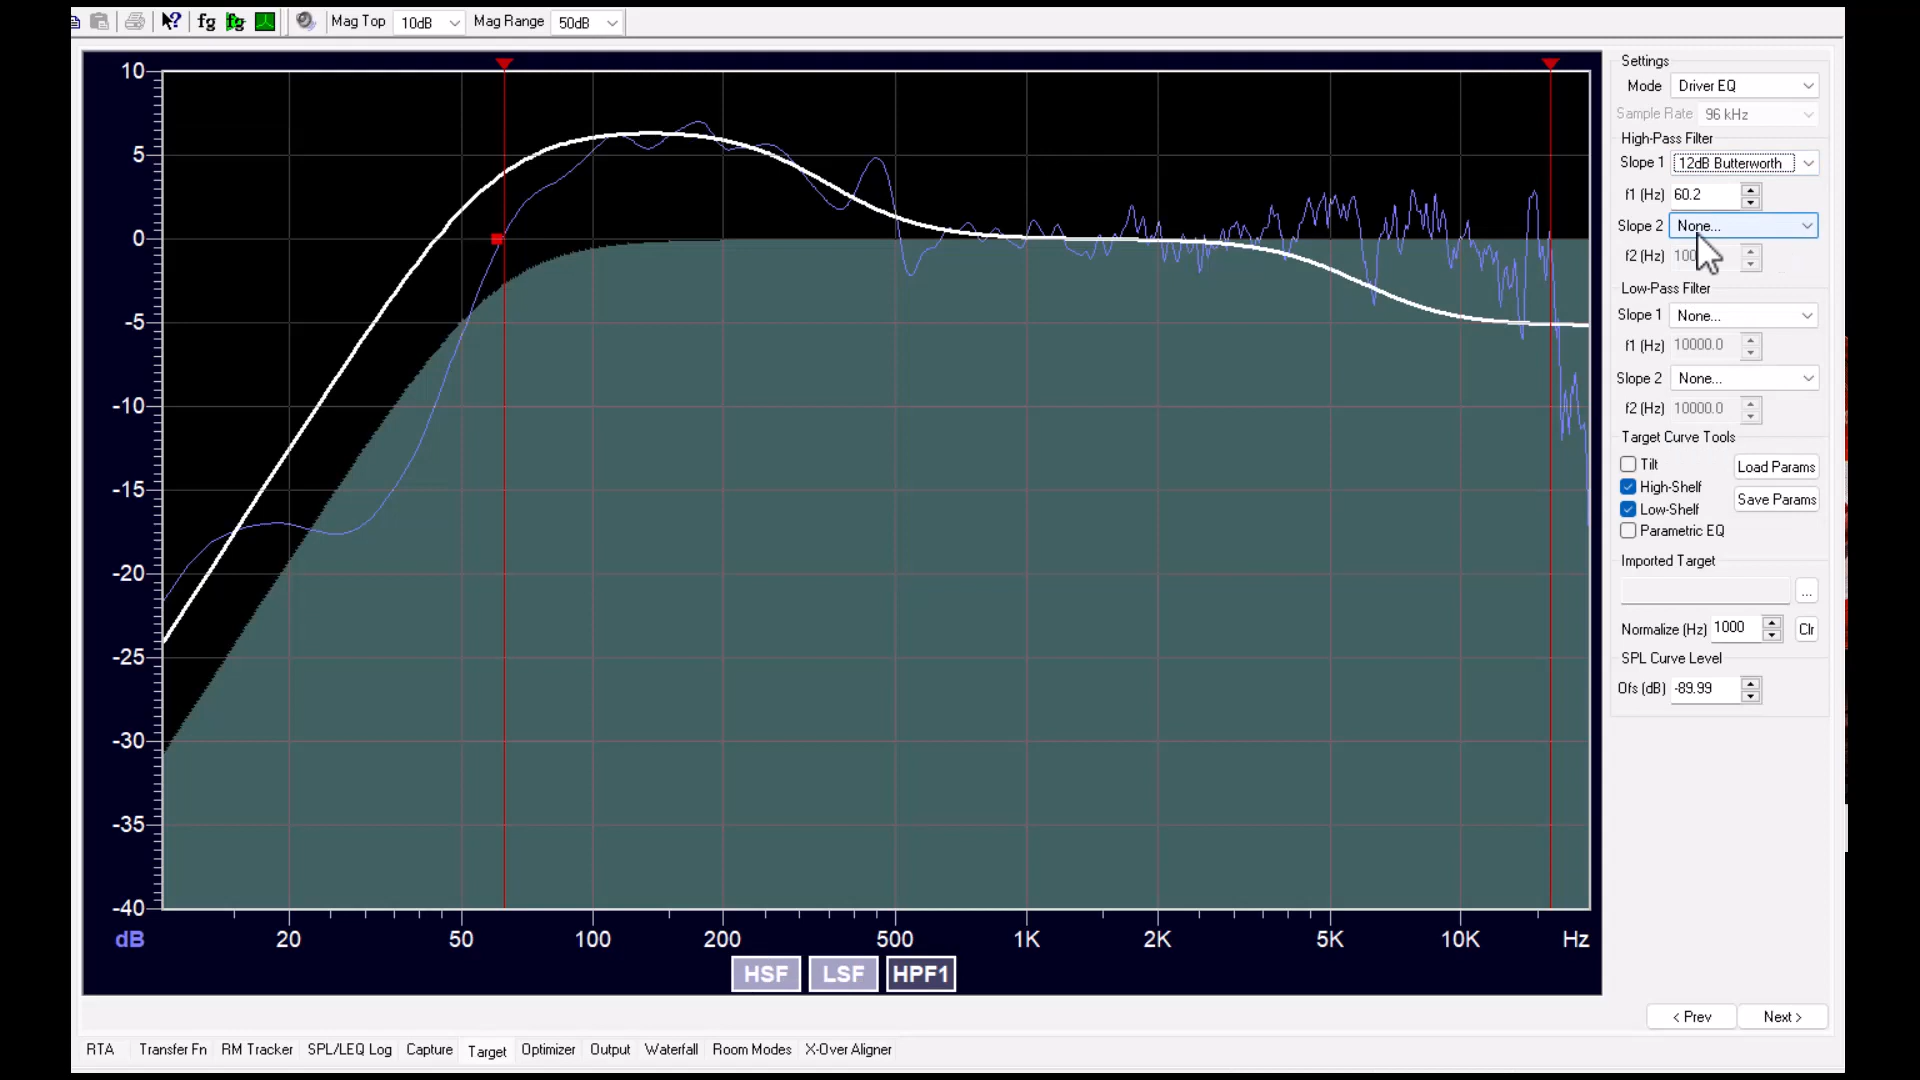 fg fg Mag Top 10dB Mag Range 50dB
10
5
0
-5
-10
-15
-20
-25
-30
-35
-40
dB 20 50 100 200 500 1K 2K 5K 10K Hz
HSF LSF HPF1
Settings
Mode Driver EQ
Sample Rate 96 kHz
High-Pass Filter
Slope 1 12dB Butterworth
f1 (Hz) 60.2
Slope 2 None...
f2 (Hz) 100
Low-Pass Filter
Slope 1 None...
f1 (Hz) 10000.0
Slope 2 None...
f2 (Hz) 10000.0
Target Curve Tools
Tilt Load Params
High-Shelf
Low-Shelf Save Params
Parametric EQ
Imported Target
...
Normalize (Hz) 1000 Clr
SPL Curve Level
Ofs (dB) -89.99
< Prev Next >
RTA Transfer Fn RM Tracker SPL/LEQ Log Capture Target Optimizer Output Waterfall Room Modes X-Over Aligner